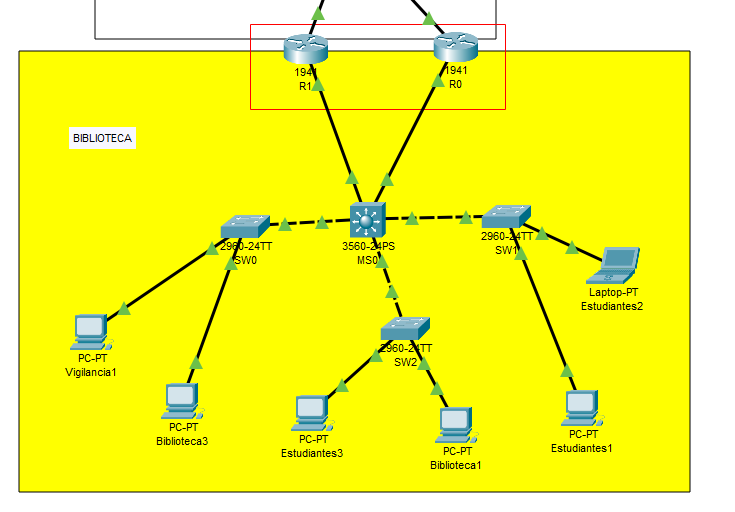 1941
R1
1941
R0
BIBLIOTECA
2960-24TT
SW0
3560-24PS
MS0
2960-24TT
SW1
Laptop-PT
Estudiantes2
2960-24TT
SW2
PC-PT
Vigilancia1
PC-PT
Biblioteca3
PC-PT
Estudiantes3
PC-PT
Biblioteca1
PC-PT
Estudiantes1